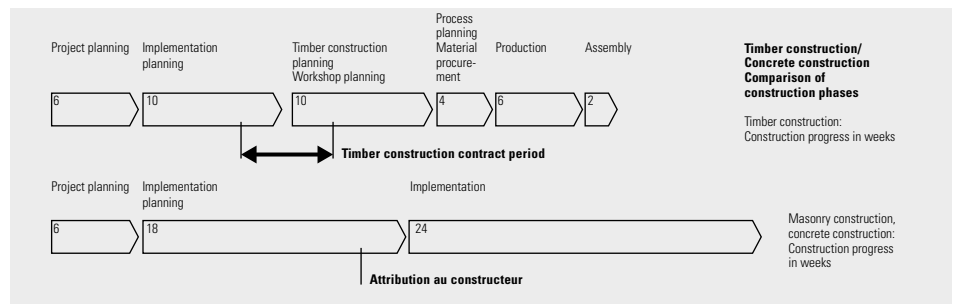 Project planning
Implementation
planning
Timber construction
planning
Workshop planning
Process
planning
Material
procure-
ment
Production
Assembly
6
10
10
4
6
2
Timber construction contract period
Timber construction/
Concrete construction
Comparison of
construction phases
Timber construction:
Construction progress in weeks
Project planning
Implementation
planning
Implementation
6
18
24
Attribution au constructeur
Masonry construction,
concrete construction:
Construction progress
in weeks